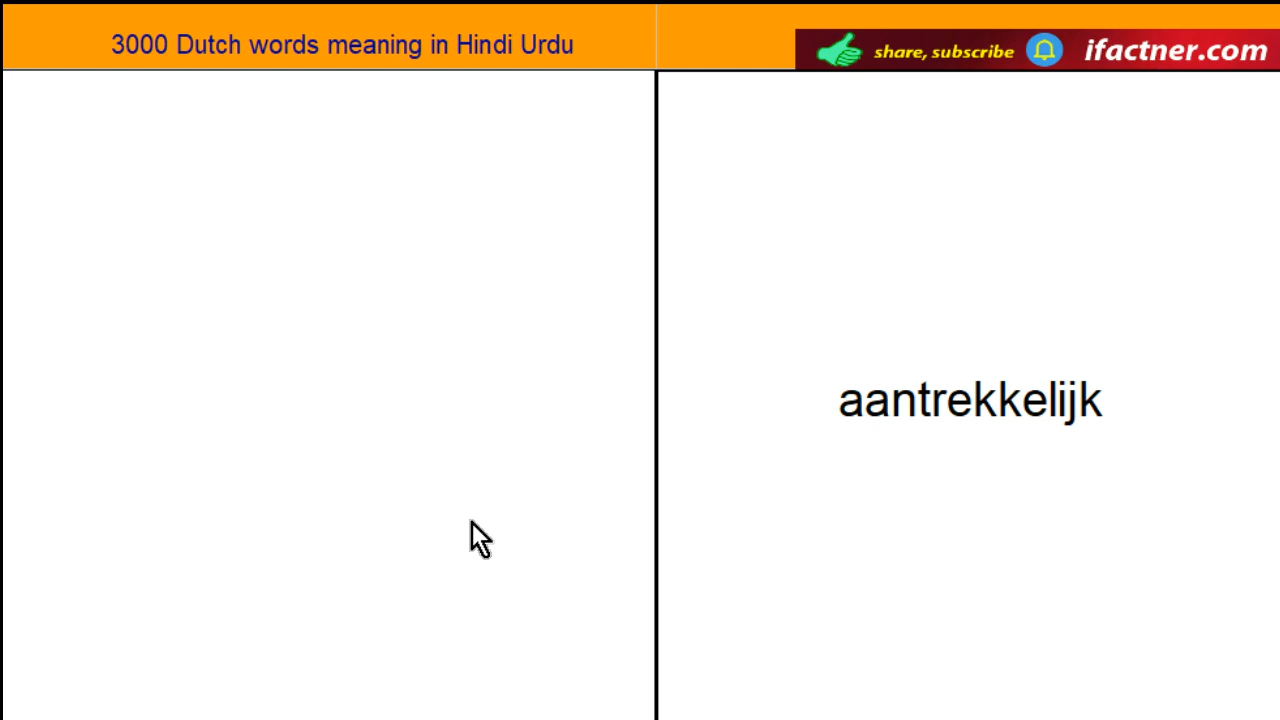 3000 Dutch words meaning in Hindi Urdu
share, subscribe
ifactner.com
aantrekkelijk